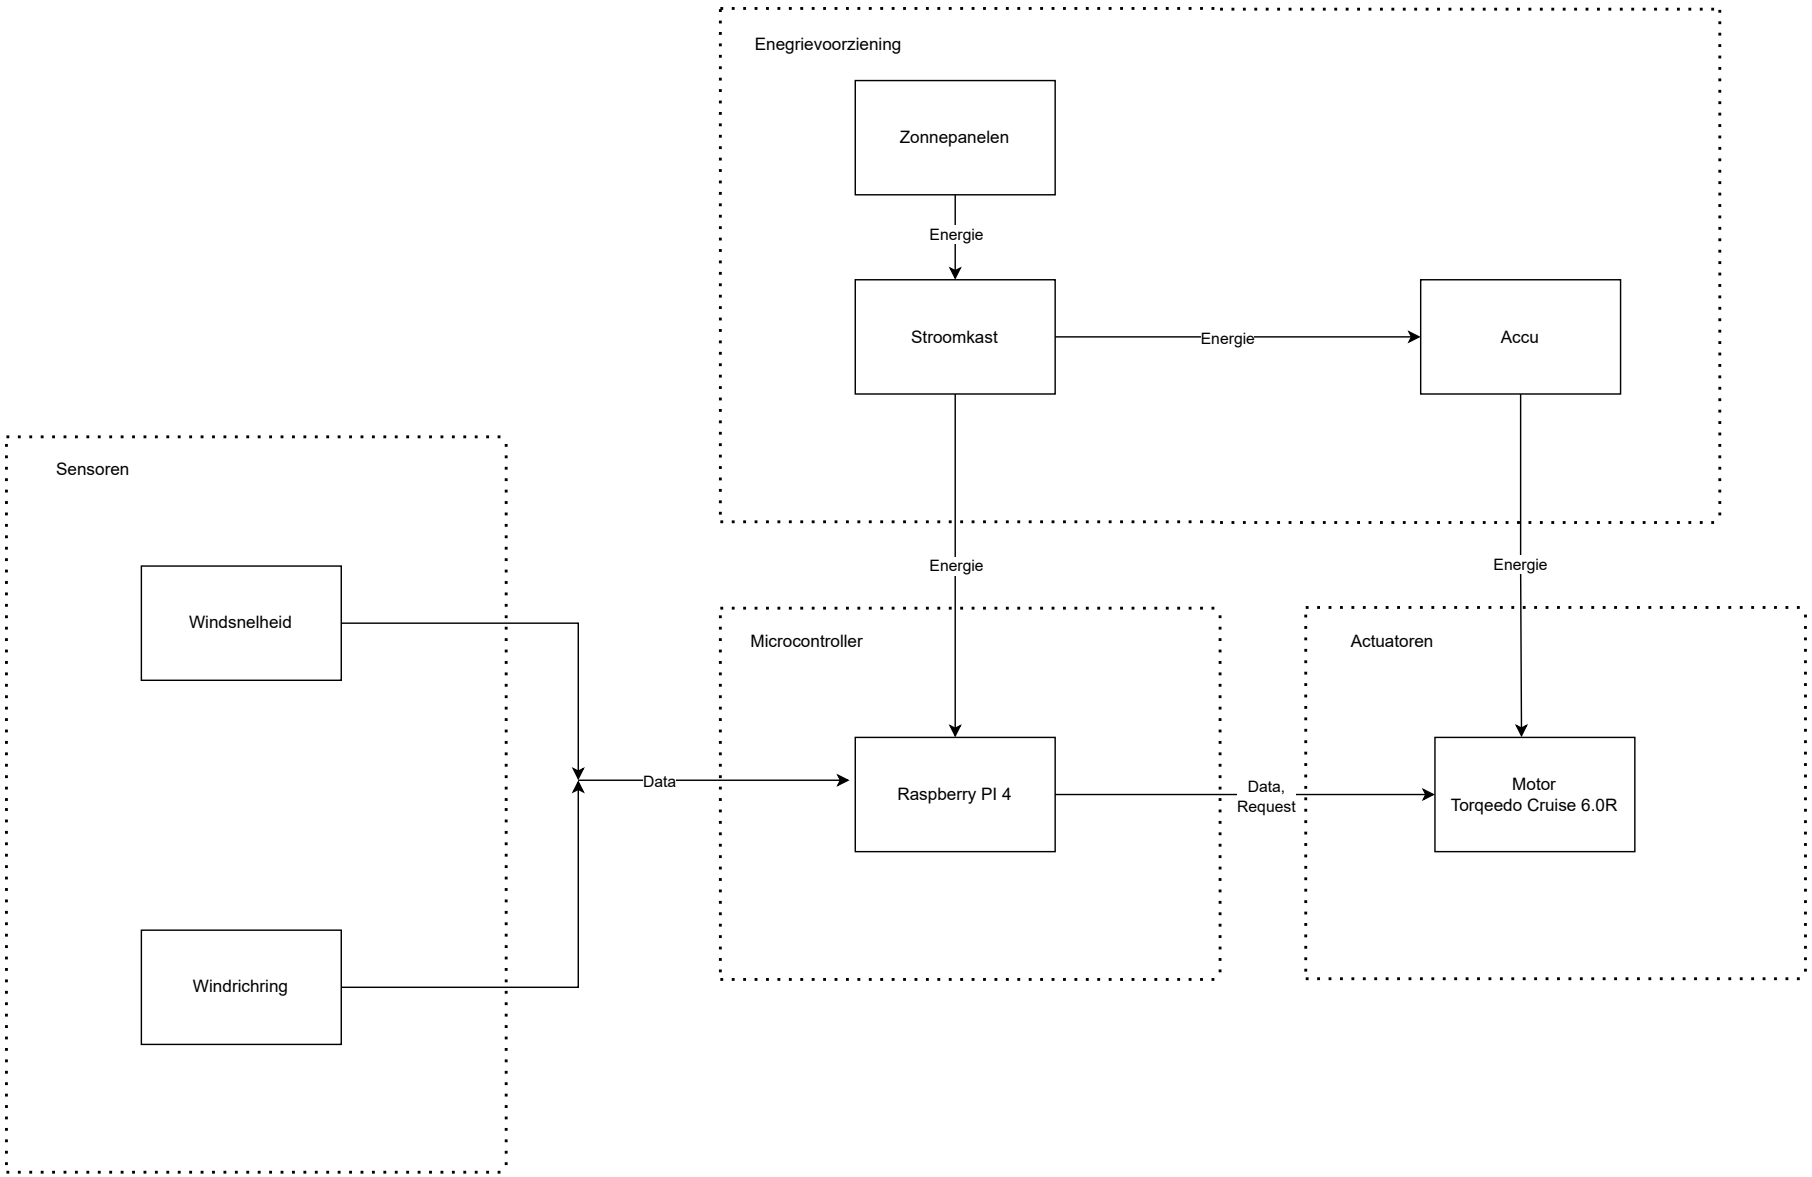 Enegrievoorziening
Zonnepanelen
Energie
Stroomkast
Energie
Accu
Sensoren
Windsnelheid
Energie
Energie
Microcontroller
Actuatoren
Data
Raspberry PI 4
Data,
Request
Motor
Torqeedo Cruise 6.0R
Windrichring